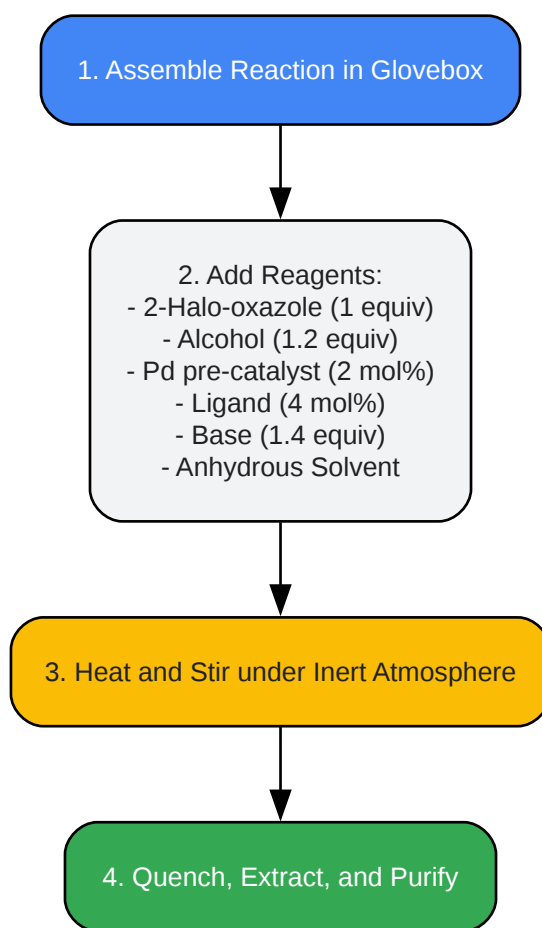 1. Assemble Reaction in Glovebox
2. Add Reagents:
- 2-Halo-oxazole (1 equiv)
- Alcohol (1.2 equiv)
- Pd pre-catalyst (2 mol%)
- Ligand (4 mol%)
- Base (1.4 equiv)
- Anhydrous Solvent
3. Heat and Stir under Inert Atmosphere
4. Quench, Extract, and Purify